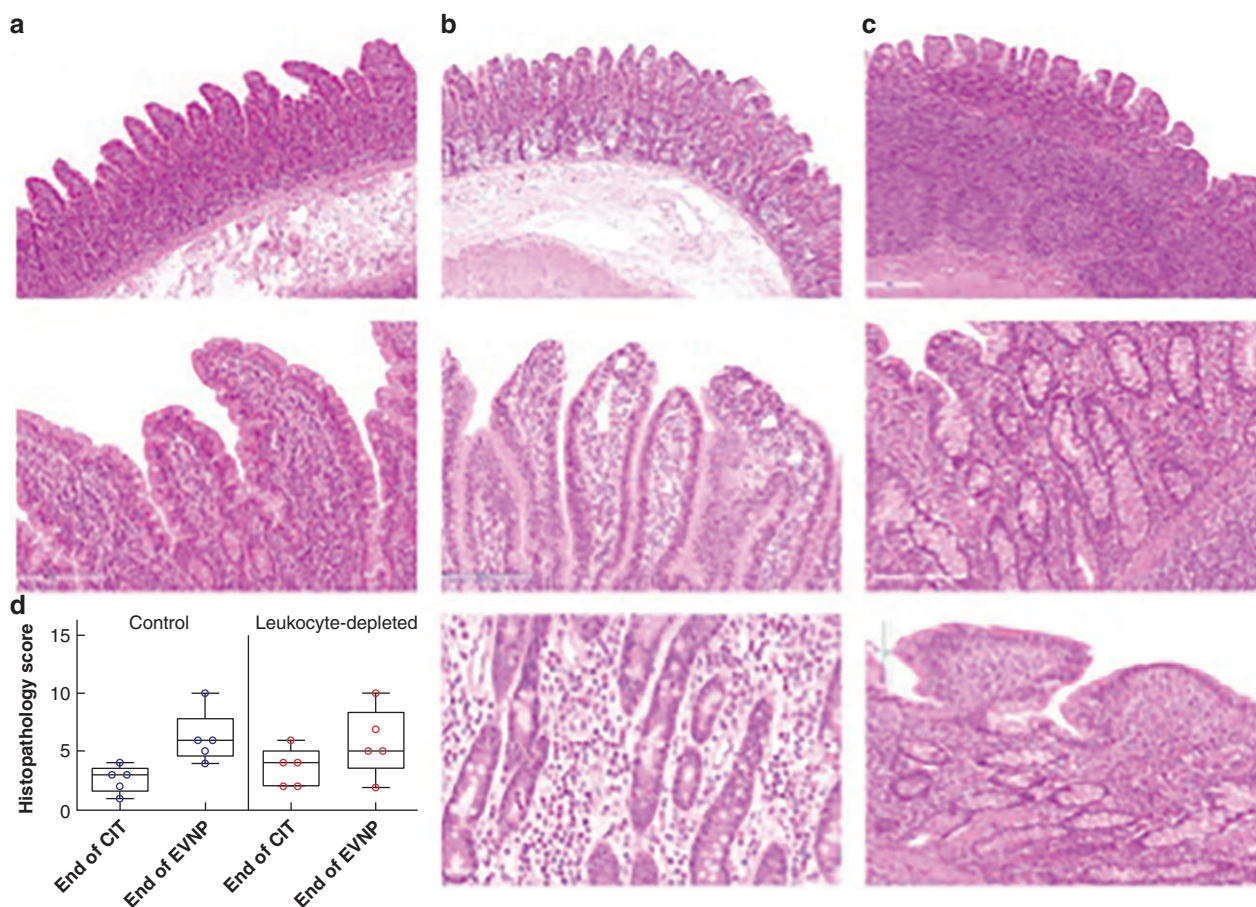 a
b
c
d
Control
Leukocyte-depleted
Histopathology score
15
10
5
0
End of CIT
End of EVNP
End of CIT
End of EVNP